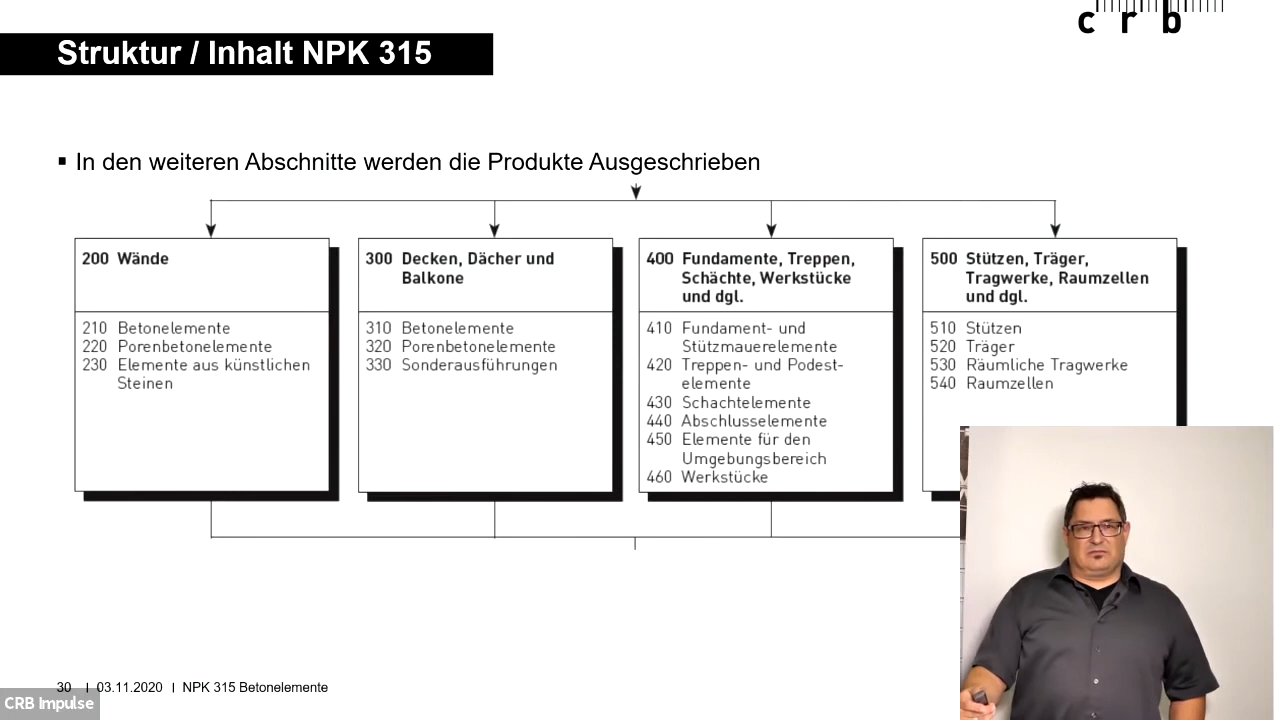 crb
Struktur / Inhalt NPK 315
▪ In den weiteren Abschnitte werden die Produkte Ausgeschrieben
200 Wände
210 Betonelemente
220 Porenbetonelemente
230 Elemente aus künstlichen
Steinen
300 Decken, Dächer und
Balkone
310 Betonelemente
320 Porenbetonelemente
330 Sonderausführungen
400 Fundamente, Treppen,
Schächte, Werkstücke
und dgl.
410 Fundament- und
Stützmauerelemente
420 Treppen- und Podest-
elemente
430 Schachtelemente
440 Abschlusselemente
450 Elemente für den
Umgebungsbereich
460 Werkstücke
500 Stützen, Träger,
Tragwerke, Raumzellen
und dgl.
510 Stützen
520 Träger
530 Räumliche Tragwerke
540 Raumzellen
30 I 03.11.2020 I NPK 315 Betonelemente
CRB Impulse